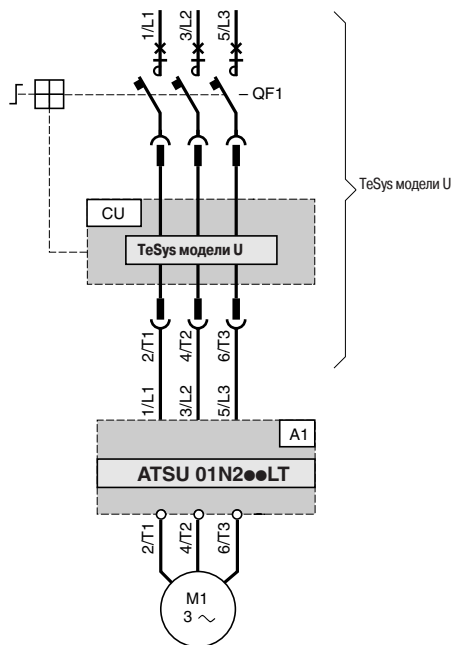 1/L1 3/L2 5/L3
QF1
TeSys модели U
CU
TeSys модели U
2/T1 4/T2 6/T3
1/L1 3/L2 5/L3
A1
ATSU 01N2●●LT
2/T1 4/T2 6/T3
M1
3 ~